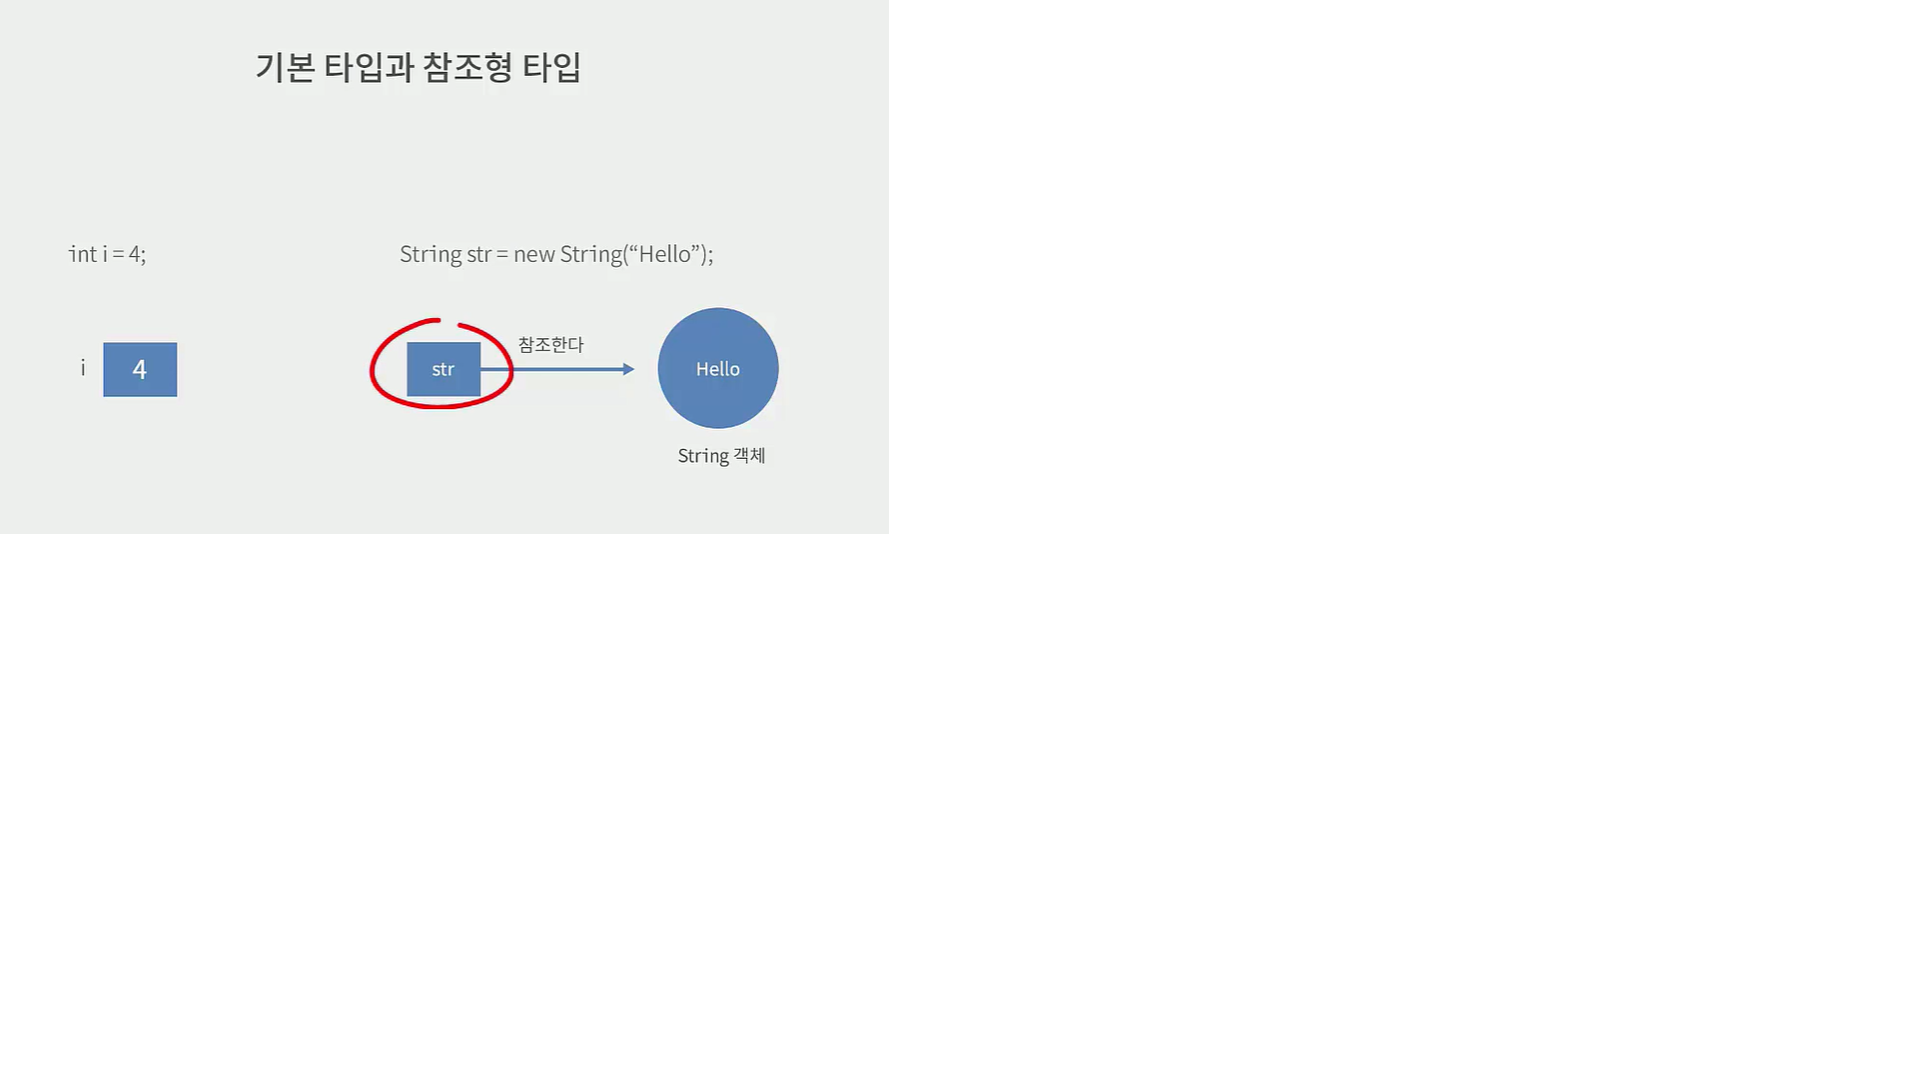 기본 타입과 참조형 타입
int i = 4;
String str = new String(“Hello”);
i
4
str
참조한다
Hello
String 객체